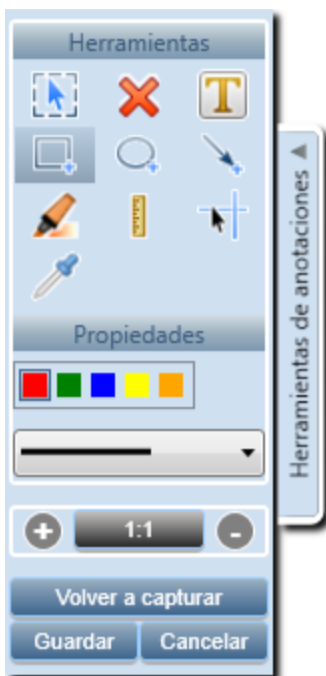 Herramientas
T
Propiedades
1:1
Volver a capturar
Guardar Cancelar
Herramientas de anotaciones